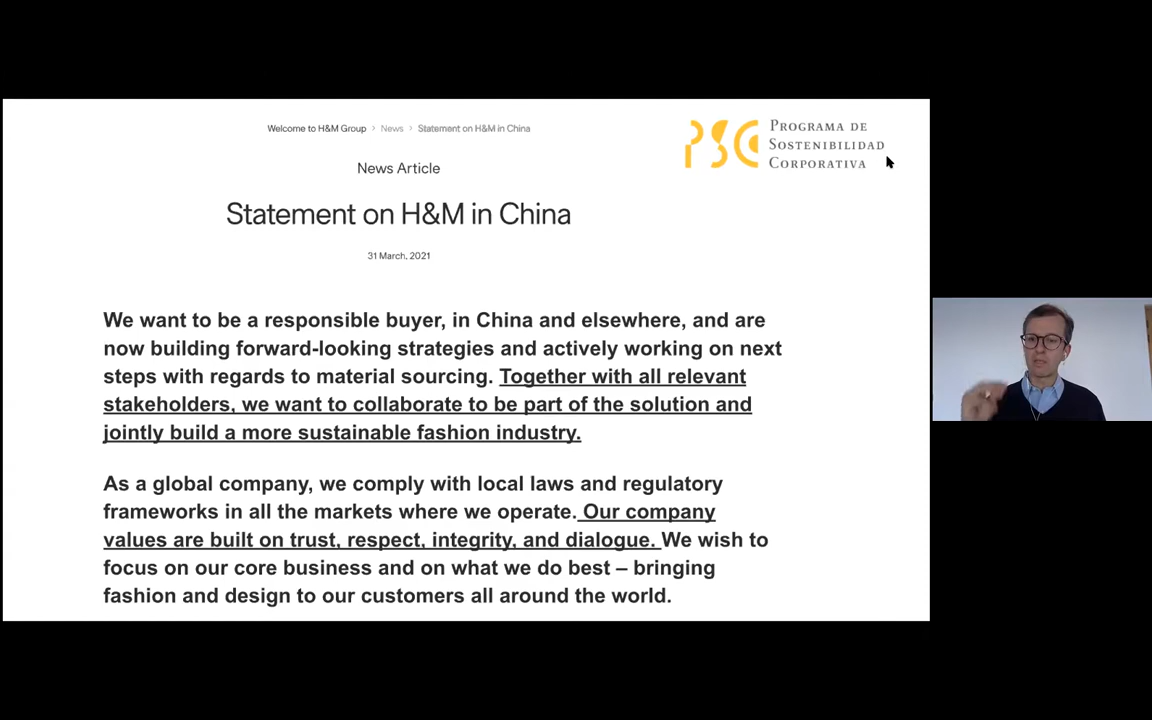 Welcome to H&M Group > News > Statement on H&M in China
PSC
PROGRAMA DE
SOSTENIBILIDAD
CORPORATIVA
News Article
Statement on H&M in China
31 March, 2021
We want to be a responsible buyer, in China and elsewhere, and are
now building forward-looking strategies and actively working on next
steps with regards to material sourcing. Together with all relevant
stakeholders, we want to collaborate to be part of the solution and
jointly build a more sustainable fashion industry.
As a global company, we comply with local laws and regulatory
frameworks in all the markets where we operate. Our company
values are built on trust, respect, integrity, and dialogue. We wish to
focus on our core business and on what we do best – bringing
fashion and design to our customers all around the world.